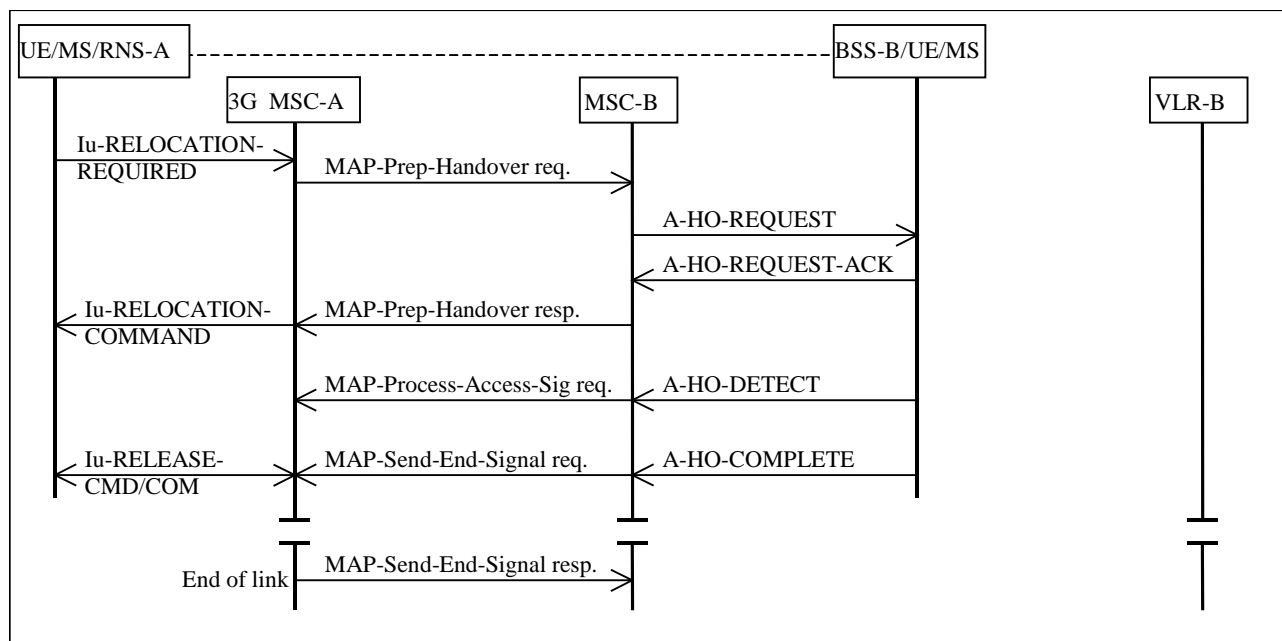 UE/MS/RNS-A
BSS-B/UE/MS
3G MSC-A
MSC-B
VLR-B
Iu-RELOCATION-
REQUIRED
MAP-Prep-Handover req.
A-HO-REQUEST
A-HO-REQUEST-ACK
Iu-RELOCATION-
COMMAND
MAP-Prep-Handover resp.
MAP-Process-Access-Sig req.
A-HO-DETECT
Iu-RELEASE-
CMD/COM
MAP-Send-End-Signal req.
A-HO-COMPLETE
End of link
MAP-Send-End-Signal resp.